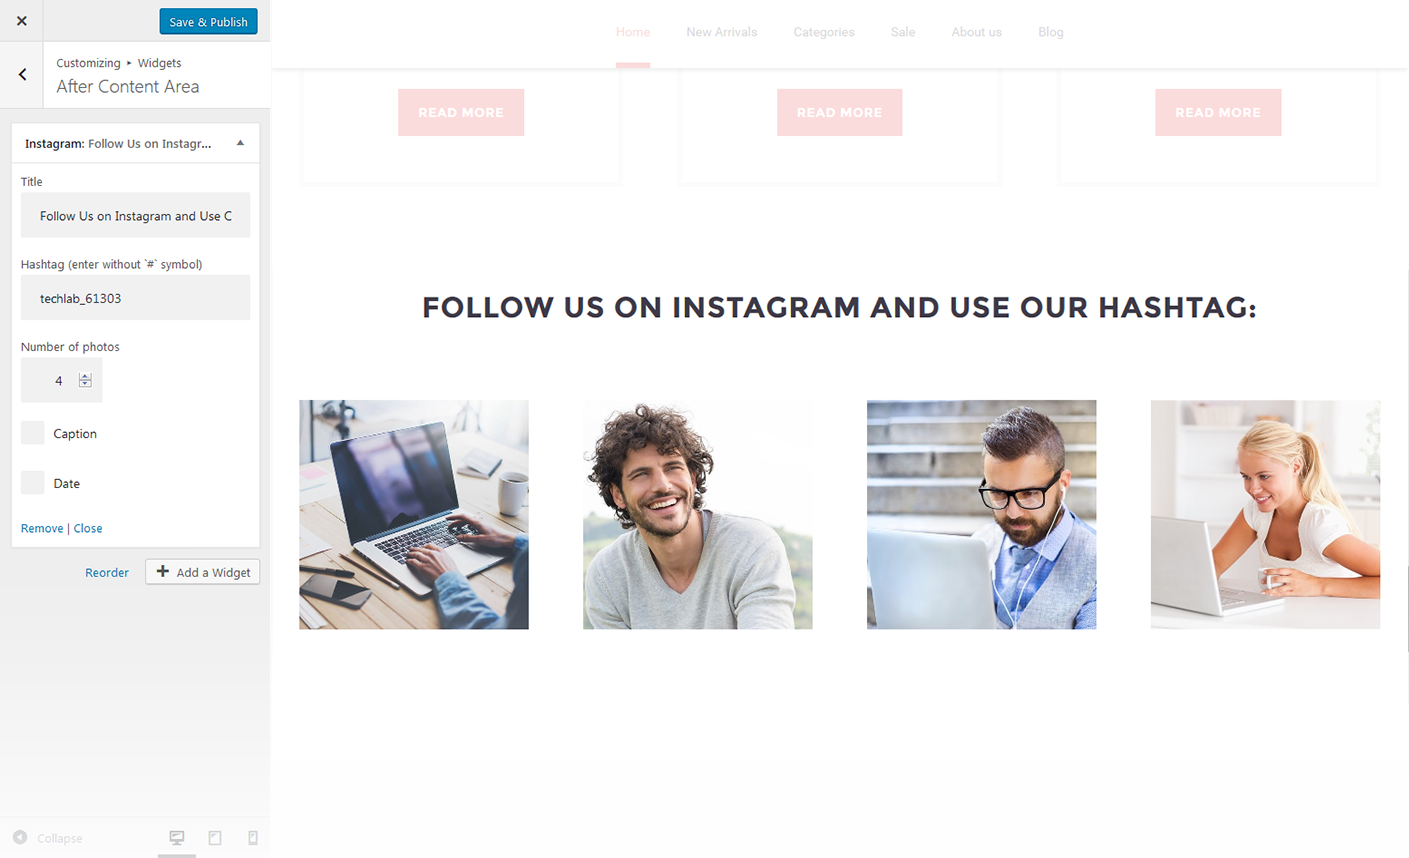 Save & Publish
Customizing ▸ Widgets
After Content Area
Instagram: Follow Us on Instagr...
Title
Follow Us on Instagram and Use C
Hashtag (enter without `#` symbol)
techlab_61303
Number of photos
4
Caption
Date
Remove | Close
Reorder
Add a Widget
Collapse
Home New Arrivals Categories Sale About us Blog
READ MORE READ MORE READ MORE
FOLLOW US ON INSTAGRAM AND USE OUR HASHTAG: